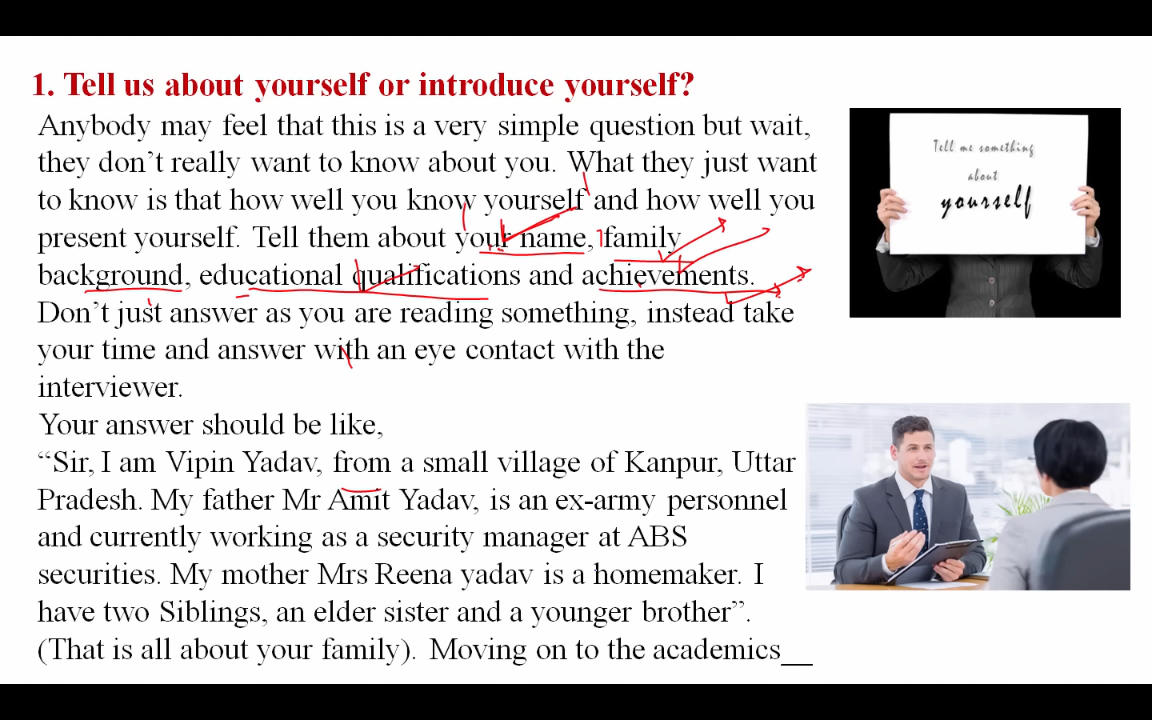 1. Tell us about yourself or introduce yourself?
Anybody may feel that this is a very simple question but wait,
they don’t really want to know about you. What they just want
to know is that how well you know yourself and how well you
present yourself. Tell them about your name, family
background, educational qualifications and achievements.
Don’t just answer as you are reading something, instead take
your time and answer with an eye contact with the
interviewer.
Your answer should be like,
“Sir, I am Vipin Yadav, from a small village of Kanpur, Uttar
Pradesh. My father Mr Amit Yadav, is an ex-army personnel
and currently working as a security manager at ABS
securities. My mother Mrs Reena yadav is a homemaker. I
have two Siblings, an elder sister and a younger brother”.
(That is all about your family). Moving on to the academics__
Tell me something
about
yourself